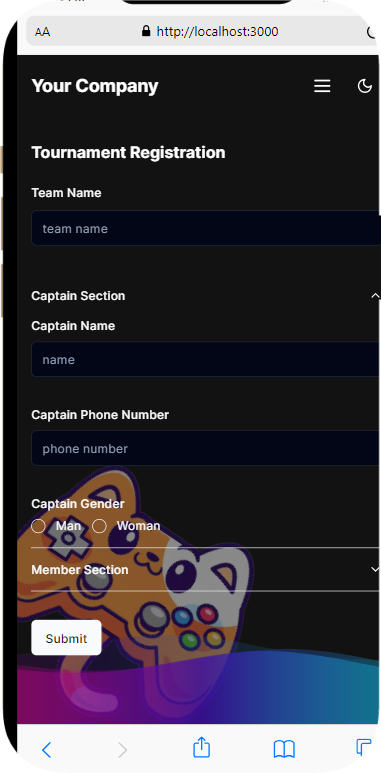 AA http://localhost:3000
Your Company
Tournament Registration
Team Name
team name
Captain Section
Captain Name
name
Captain Phone Number
phone number
Captain Gender
Man Woman
Member Section
Submit